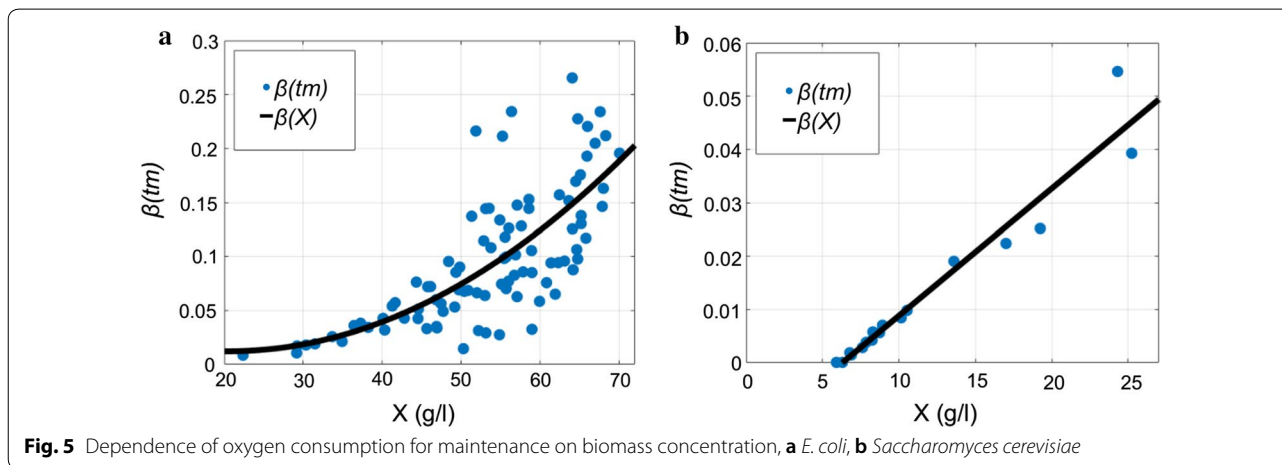 a
0.3
0.25
0.2
0.15
0.1
0.05
0
β(tm)
β(tm)
β(X)
20 30 40 50 60 70
X (g/l)
b
0.06
0.05
0.04
0.03
0.02
0.01
0
β(tm)
β(tm)
β(X)
0 5 10 15 20 25
X (g/l)
Fig. 5 Dependence of oxygen consumption for maintenance on biomass concentration, a E. coli, b Saccharomyces cerevisiae